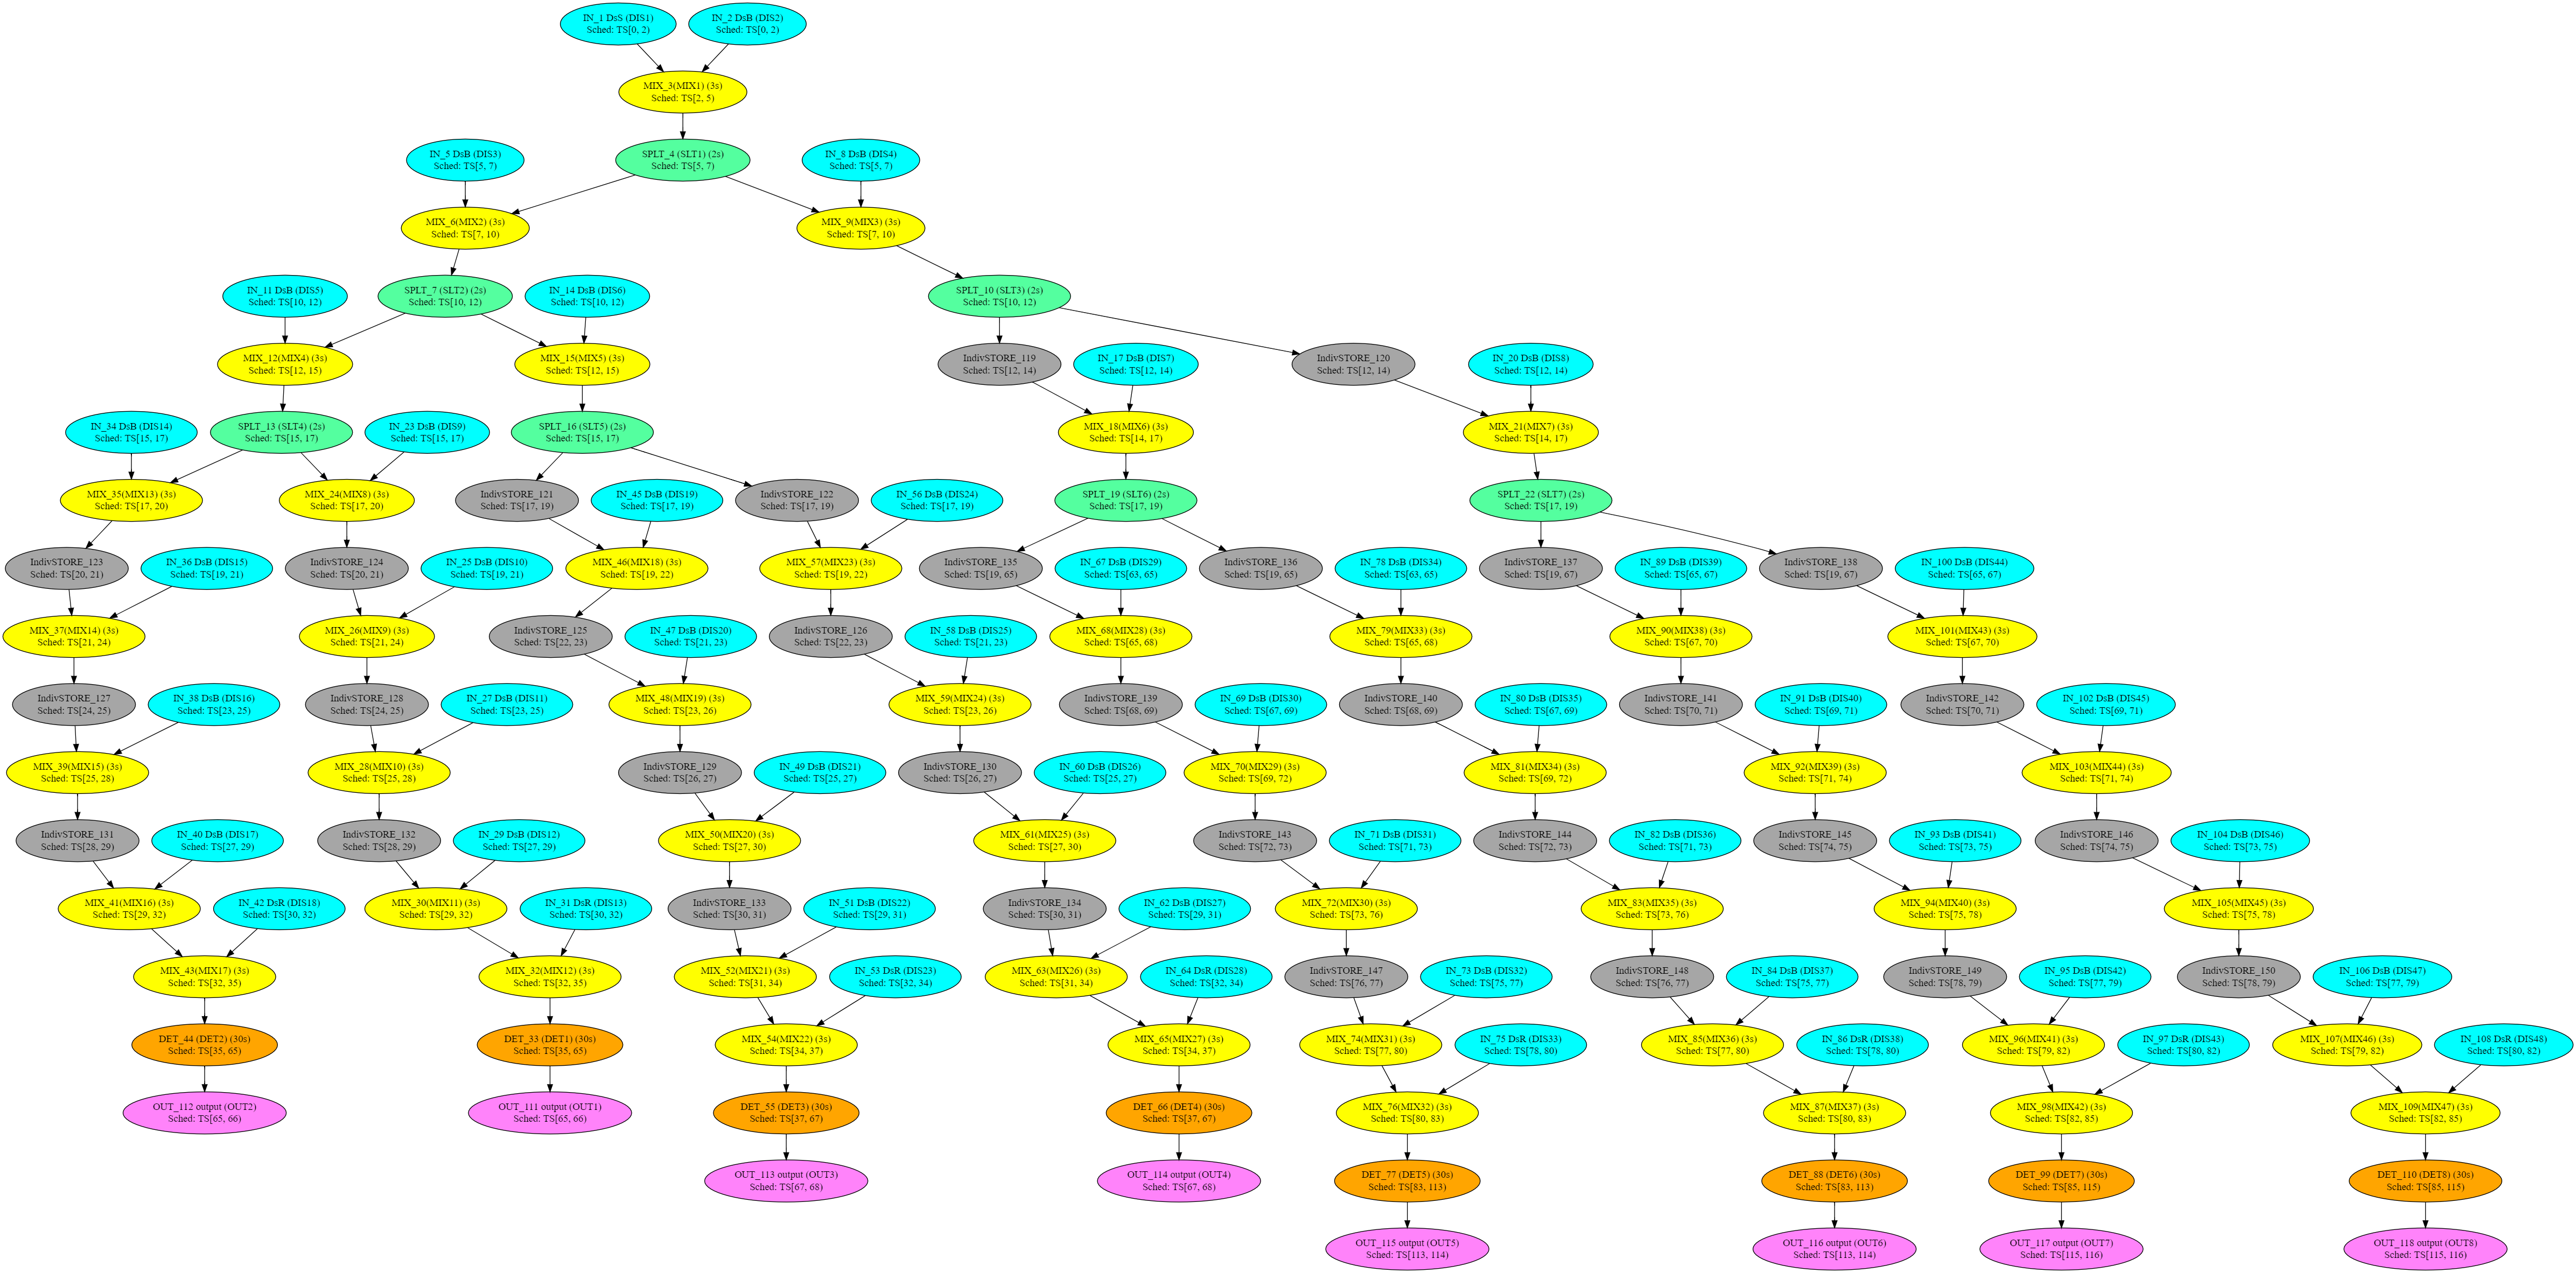 IN_1 DsS (DIS1)
Sched: TS[0, 2)
IN_2 DsB (DIS2)
Sched: TS[0, 2)
MIX_3(MIX1) (3s)
Sched: TS[2, 5)
IN_5 DsB (DIS3)
Sched: TS[5, 7)
SPLT_4 (SLT1) (2s)
Sched: TS[5, 7)
IN_8 DsB (DIS4)
Sched: TS[5, 7)
MIX_6(MIX2) (3s)
Sched: TS[7, 10)
MIX_9(MIX3) (3s)
Sched: TS[7, 10)
IN_11 DsB (DIS5)
Sched: TS[10, 12)
SPLT_7 (SLT2) (2s)
Sched: TS[10, 12)
IN_14 DsB (DIS6)
Sched: TS[10, 12)
SPLT_10 (SLT3) (2s)
Sched: TS[10, 12)
MIX_12(MIX4) (3s)
Sched: TS[12, 15)
MIX_15(MIX5) (3s)
Sched: TS[12, 15)
IndivSTORE_119
Sched: TS[12, 14)
IN_17 DsB (DIS7)
Sched: TS[12, 14)
IndivSTORE_120
Sched: TS[12, 14)
IN_20 DsB (DIS8)
Sched: TS[12, 14)
IN_34 DsB (DIS14)
Sched: TS[15, 17)
SPLT_13 (SLT4) (2s)
Sched: TS[15, 17)
IN_23 DsB (DIS9)
Sched: TS[15, 17)
SPLT_16 (SLT5) (2s)
Sched: TS[15, 17)
MIX_18(MIX6) (3s)
Sched: TS[14, 17)
MIX_21(MIX7) (3s)
Sched: TS[14, 17)
MIX_35(MIX13) (3s)
Sched: TS[17, 20)
MIX_24(MIX8) (3s)
Sched: TS[17, 20)
IndivSTORE_121
Sched: TS[17, 19)
IN_45 DsB (DIS19)
Sched: TS[17, 19)
IndivSTORE_122
Sched: TS[17, 19)
IN_56 DsB (DIS24)
Sched: TS[17, 19)
SPLT_19 (SLT6) (2s)
Sched: TS[17, 19)
SPLT_22 (SLT7) (2s)
Sched: TS[17, 19)
IndivSTORE_123
Sched: TS[20, 21)
IN_36 DsB (DIS15)
Sched: TS[19, 21)
IndivSTORE_124
Sched: TS[20, 21)
IN_25 DsB (DIS10)
Sched: TS[19, 21)
MIX_46(MIX18) (3s)
Sched: TS[19, 22)
MIX_57(MIX23) (3s)
Sched: TS[19, 22)
IndivSTORE_135
Sched: TS[19, 65)
IN_67 DsB (DIS29)
Sched: TS[63, 65)
IndivSTORE_136
Sched: TS[19, 65)
IN_78 DsB (DIS34)
Sched: TS[63, 65)
IndivSTORE_137
Sched: TS[19, 67)
IN_89 DsB (DIS39)
Sched: TS[65, 67)
IndivSTORE_138
Sched: TS[19, 67)
IN_100 DsB (DIS44)
Sched: TS[65, 67)
MIX_37(MIX14) (3s)
Sched: TS[21, 24)
MIX_26(MIX9) (3s)
Sched: TS[21, 24)
IndivSTORE_125
Sched: TS[22, 23)
IN_47 DsB (DIS20)
Sched: TS[21, 23)
IndivSTORE_126
Sched: TS[22, 23)
IN_58 DsB (DIS25)
Sched: TS[21, 23)
MIX_68(MIX28) (3s)
Sched: TS[65, 68)
MIX_79(MIX33) (3s)
Sched: TS[65, 68)
MIX_90(MIX38) (3s)
Sched: TS[67, 70)
MIX_101(MIX43) (3s)
Sched: TS[67, 70)
IndivSTORE_127
Sched: TS[24, 25)
IN_38 DsB (DIS16)
Sched: TS[23, 25)
IndivSTORE_128
Sched: TS[24, 25)
IN_27 DsB (DIS11)
Sched: TS[23, 25)
MIX_48(MIX19) (3s)
Sched: TS[23, 26)
MIX_59(MIX24) (3s)
Sched: TS[23, 26)
IndivSTORE_139
Sched: TS[68, 69)
IN_69 DsB (DIS30)
Sched: TS[67, 69)
IndivSTORE_140
Sched: TS[68, 69)
IN_80 DsB (DIS35)
Sched: TS[67, 69)
IndivSTORE_141
Sched: TS[70, 71)
IN_91 DsB (DIS40)
Sched: TS[69, 71)
IndivSTORE_142
Sched: TS[70, 71)
IN_102 DsB (DIS45)
Sched: TS[69, 71)
MIX_39(MIX15) (3s)
Sched: TS[25, 28)
MIX_28(MIX10) (3s)
Sched: TS[25, 28)
IndivSTORE_129
Sched: TS[26, 27)
IN_49 DsB (DIS21)
Sched: TS[25, 27)
IndivSTORE_130
Sched: TS[26, 27)
IN_60 DsB (DIS26)
Sched: TS[25, 27)
MIX_70(MIX29) (3s)
Sched: TS[69, 72)
MIX_81(MIX34) (3s)
Sched: TS[69, 72)
MIX_92(MIX39) (3s)
Sched: TS[71, 74)
MIX_103(MIX44) (3s)
Sched: TS[71, 74)
IndivSTORE_131
Sched: TS[28, 29)
IN_40 DsB (DIS17)
Sched: TS[27, 29)
IndivSTORE_132
Sched: TS[28, 29)
IN_29 DsB (DIS12)
Sched: TS[27, 29)
MIX_50(MIX20) (3s)
Sched: TS[27, 30)
MIX_61(MIX25) (3s)
Sched: TS[27, 30)
IndivSTORE_143
Sched: TS[72, 73)
IN_71 DsB (DIS31)
Sched: TS[71, 73)
IndivSTORE_144
Sched: TS[72, 73)
IN_82 DsB (DIS36)
Sched: TS[71, 73)
IndivSTORE_145
Sched: TS[74, 75)
IN_93 DsB (DIS41)
Sched: TS[73, 75)
IndivSTORE_146
Sched: TS[74, 75)
IN_104 DsB (DIS46)
Sched: TS[73, 75)
MIX_41(MIX16) (3s)
Sched: TS[29, 32)
IN_42 DsR (DIS18)
Sched: TS[30, 32)
MIX_30(MIX11) (3s)
Sched: TS[29, 32)
IN_31 DsR (DIS13)
Sched: TS[30, 32)
IndivSTORE_133
Sched: TS[30, 31)
IN_51 DsB (DIS22)
Sched: TS[29, 31)
IndivSTORE_134
Sched: TS[30, 31)
IN_62 DsB (DIS27)
Sched: TS[29, 31)
MIX_72(MIX30) (3s)
Sched: TS[73, 76)
MIX_83(MIX35) (3s)
Sched: TS[73, 76)
MIX_94(MIX40) (3s)
Sched: TS[75, 78)
MIX_105(MIX45) (3s)
Sched: TS[75, 78)
MIX_43(MIX17) (3s)
Sched: TS[32, 35)
MIX_32(MIX12) (3s)
Sched: TS[32, 35)
MIX_52(MIX21) (3s)
Sched: TS[31, 34)
IN_53 DsR (DIS23)
Sched: TS[32, 34)
MIX_63(MIX26) (3s)
Sched: TS[31, 34)
IN_64 DsR (DIS28)
Sched: TS[32, 34)
IndivSTORE_147
Sched: TS[76, 77)
IN_73 DsB (DIS32)
Sched: TS[75, 77)
IndivSTORE_148
Sched: TS[76, 77)
IN_84 DsB (DIS37)
Sched: TS[75, 77)
IndivSTORE_149
Sched: TS[78, 79)
IN_95 DsB (DIS42)
Sched: TS[77, 79)
IndivSTORE_150
Sched: TS[78, 79)
IN_106 DsB (DIS47)
Sched: TS[77, 79)
DET_44 (DET2) (30s)
Sched: TS[35, 65)
DET_33 (DET1) (30s)
Sched: TS[35, 65)
MIX_54(MIX22) (3s)
Sched: TS[34, 37)
MIX_65(MIX27) (3s)
Sched: TS[34, 37)
MIX_74(MIX31) (3s)
Sched: TS[77, 80)
IN_75 DsR (DIS33)
Sched: TS[78, 80)
MIX_85(MIX36) (3s)
Sched: TS[77, 80)
IN_86 DsR (DIS38)
Sched: TS[78, 80)
MIX_96(MIX41) (3s)
Sched: TS[79, 82)
IN_97 DsR (DIS43)
Sched: TS[80, 82)
MIX_107(MIX46) (3s)
Sched: TS[79, 82)
IN_108 DsR (DIS48)
Sched: TS[80, 82)
OUT_112 output (OUT2)
Sched: TS[65, 66)
OUT_111 output (OUT1)
Sched: TS[65, 66)
DET_55 (DET3) (30s)
Sched: TS[37, 67)
DET_66 (DET4) (30s)
Sched: TS[37, 67)
MIX_76(MIX32) (3s)
Sched: TS[80, 83)
MIX_87(MIX37) (3s)
Sched: TS[80, 83)
MIX_98(MIX42) (3s)
Sched: TS[82, 85)
MIX_109(MIX47) (3s)
Sched: TS[82, 85)
OUT_113 output (OUT3)
Sched: TS[67, 68)
OUT_114 output (OUT4)
Sched: TS[67, 68)
DET_77 (DET5) (30s)
Sched: TS[83, 113)
DET_88 (DET6) (30s)
Sched: TS[83, 113)
DET_99 (DET7) (30s)
Sched: TS[85, 115)
DET_110 (DET8) (30s)
Sched: TS[85, 115)
OUT_115 output (OUT5)
Sched: TS[113, 114)
OUT_116 output (OUT6)
Sched: TS[113, 114)
OUT_117 output (OUT7)
Sched: TS[115, 116)
OUT_118 output (OUT8)
Sched: TS[115, 116)